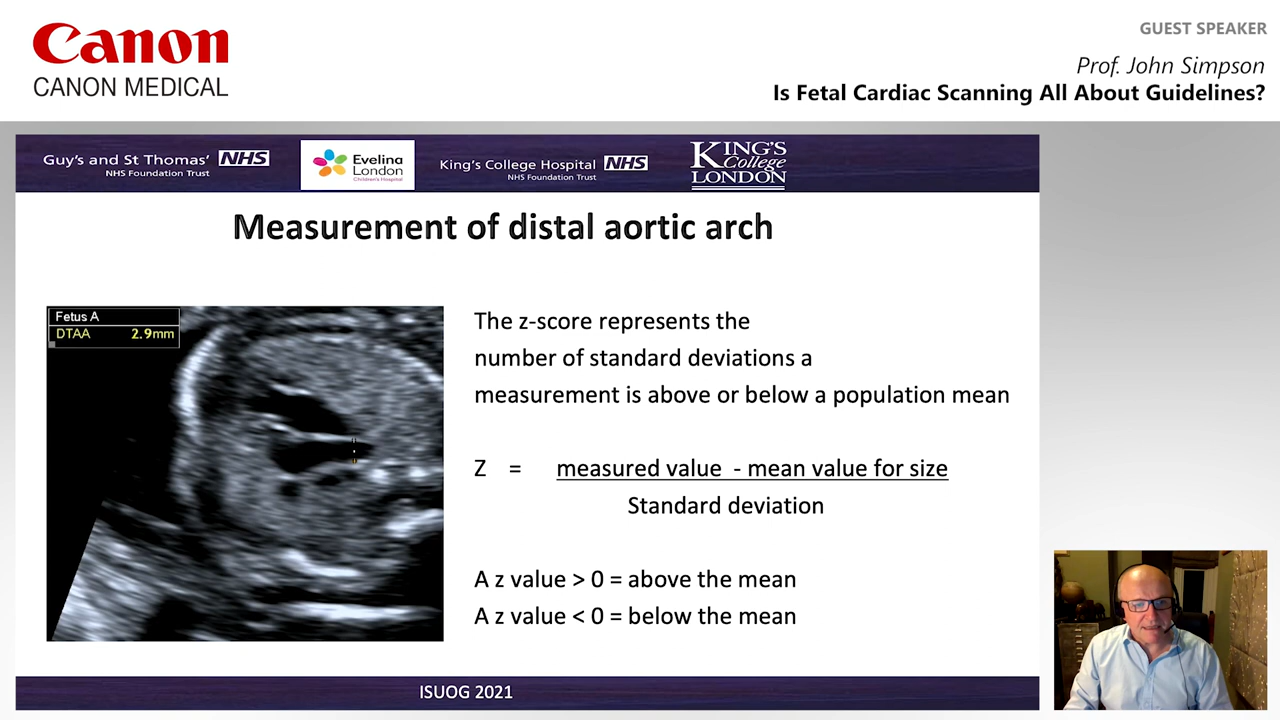 Canon
CANON MEDICAL
GUEST SPEAKER
Prof. John Simpson
Is Fetal Cardiac Scanning All About Guidelines?
Guy's and St Thomas' NHS
NHS Foundation Trust
Evelina
London
Children's Hospital
King's College Hospital NHS
NHS Foundation Trust
KING'S
College
LONDON
Measurement of distal aortic arch
Fetus A
DTAA 2.9mm
The z-score represents the
number of standard deviations a
measurement is above or below a population mean
Z = measured value - mean value for size
Standard deviation
A z value > 0 = above the mean
A z value < 0 = below the mean
ISUOG 2021